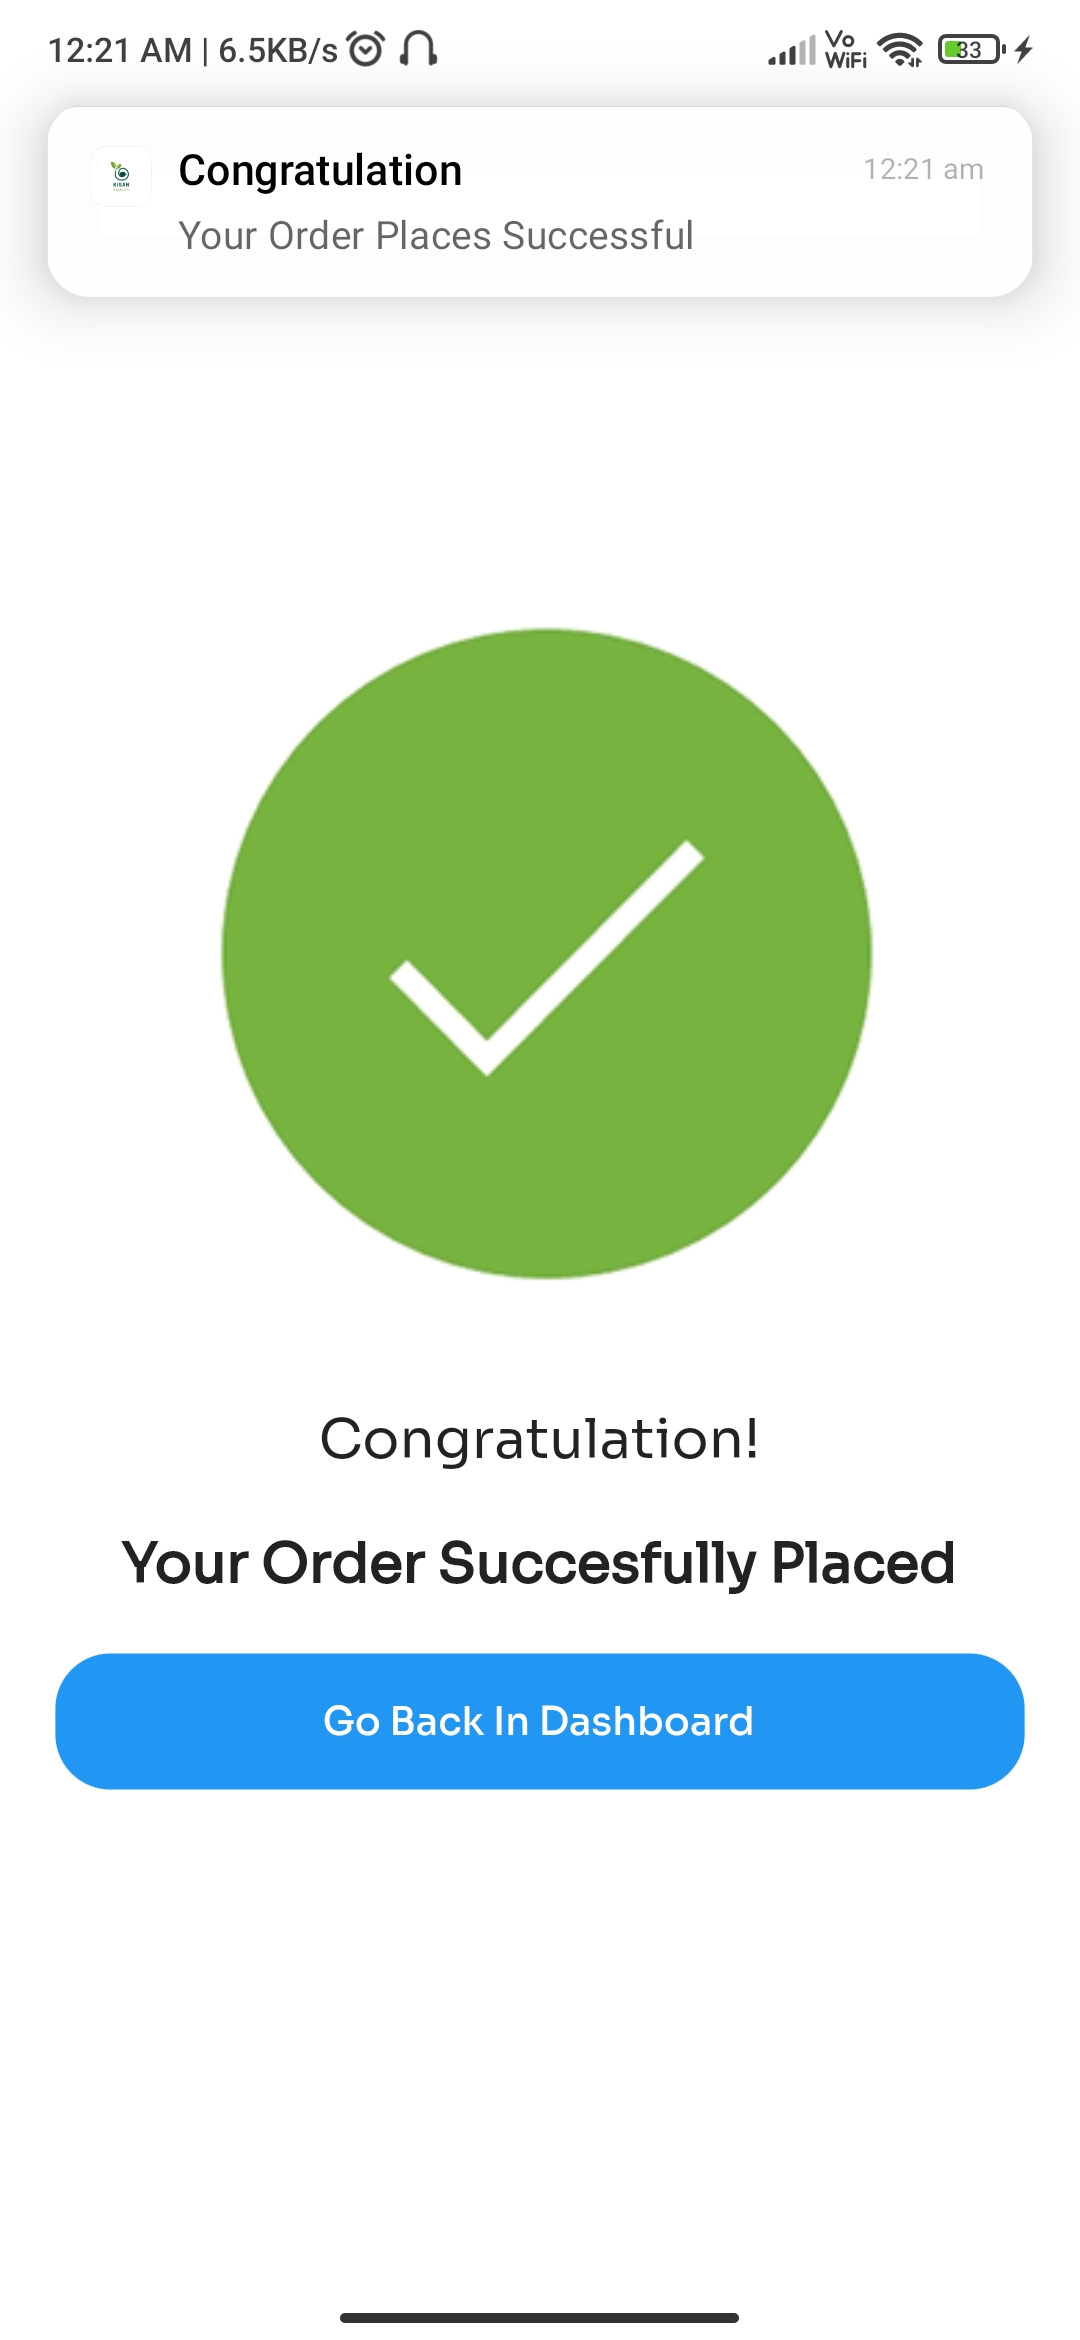 12:21 AM | 6.5KB/s Vo WiFi 33
Congratulation 12:21 am
KISAN
Your Order Places Successful
Congratulation!
Your Order Succesfully Placed
Go Back In Dashboard